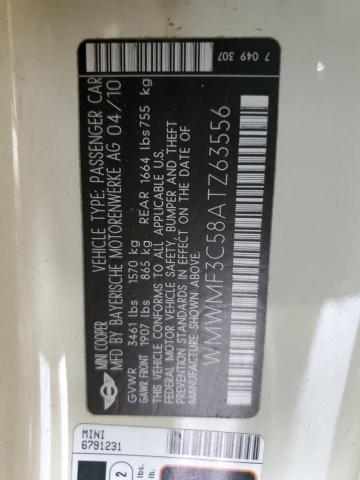 MINI COOPER
VEHICLE TYPE: PASSENGER CAR
MFD BY BAYERISCHE MOTORENWERKE AG 04/10
GVWR 3461 lbs 1570 kg
GAWR FRONT 1907 lbs 865 kg REAR 1664 lbs 755 kg
THIS VEHICLE CONFORMS TO ALL APPLICABLE
FEDERAL MOTOR VEHICLE SAFETY, BUMPER AND THEFT
PREVENTION STANDARDS IN EFFECT ON THE DATE OF
MANUFACTURE SHOWN ABOVE.
WMWMF3C58ATZ63556
7 049 307
MINI
6791231
2
lbs.
lbs.